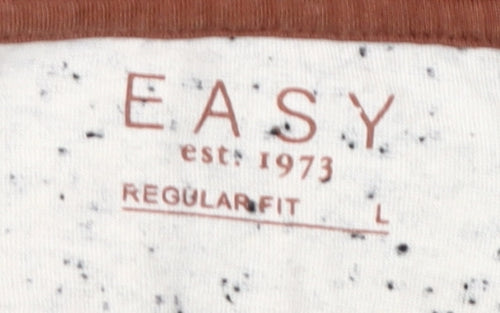 EASY
est: 1973
REGULAR FIT L